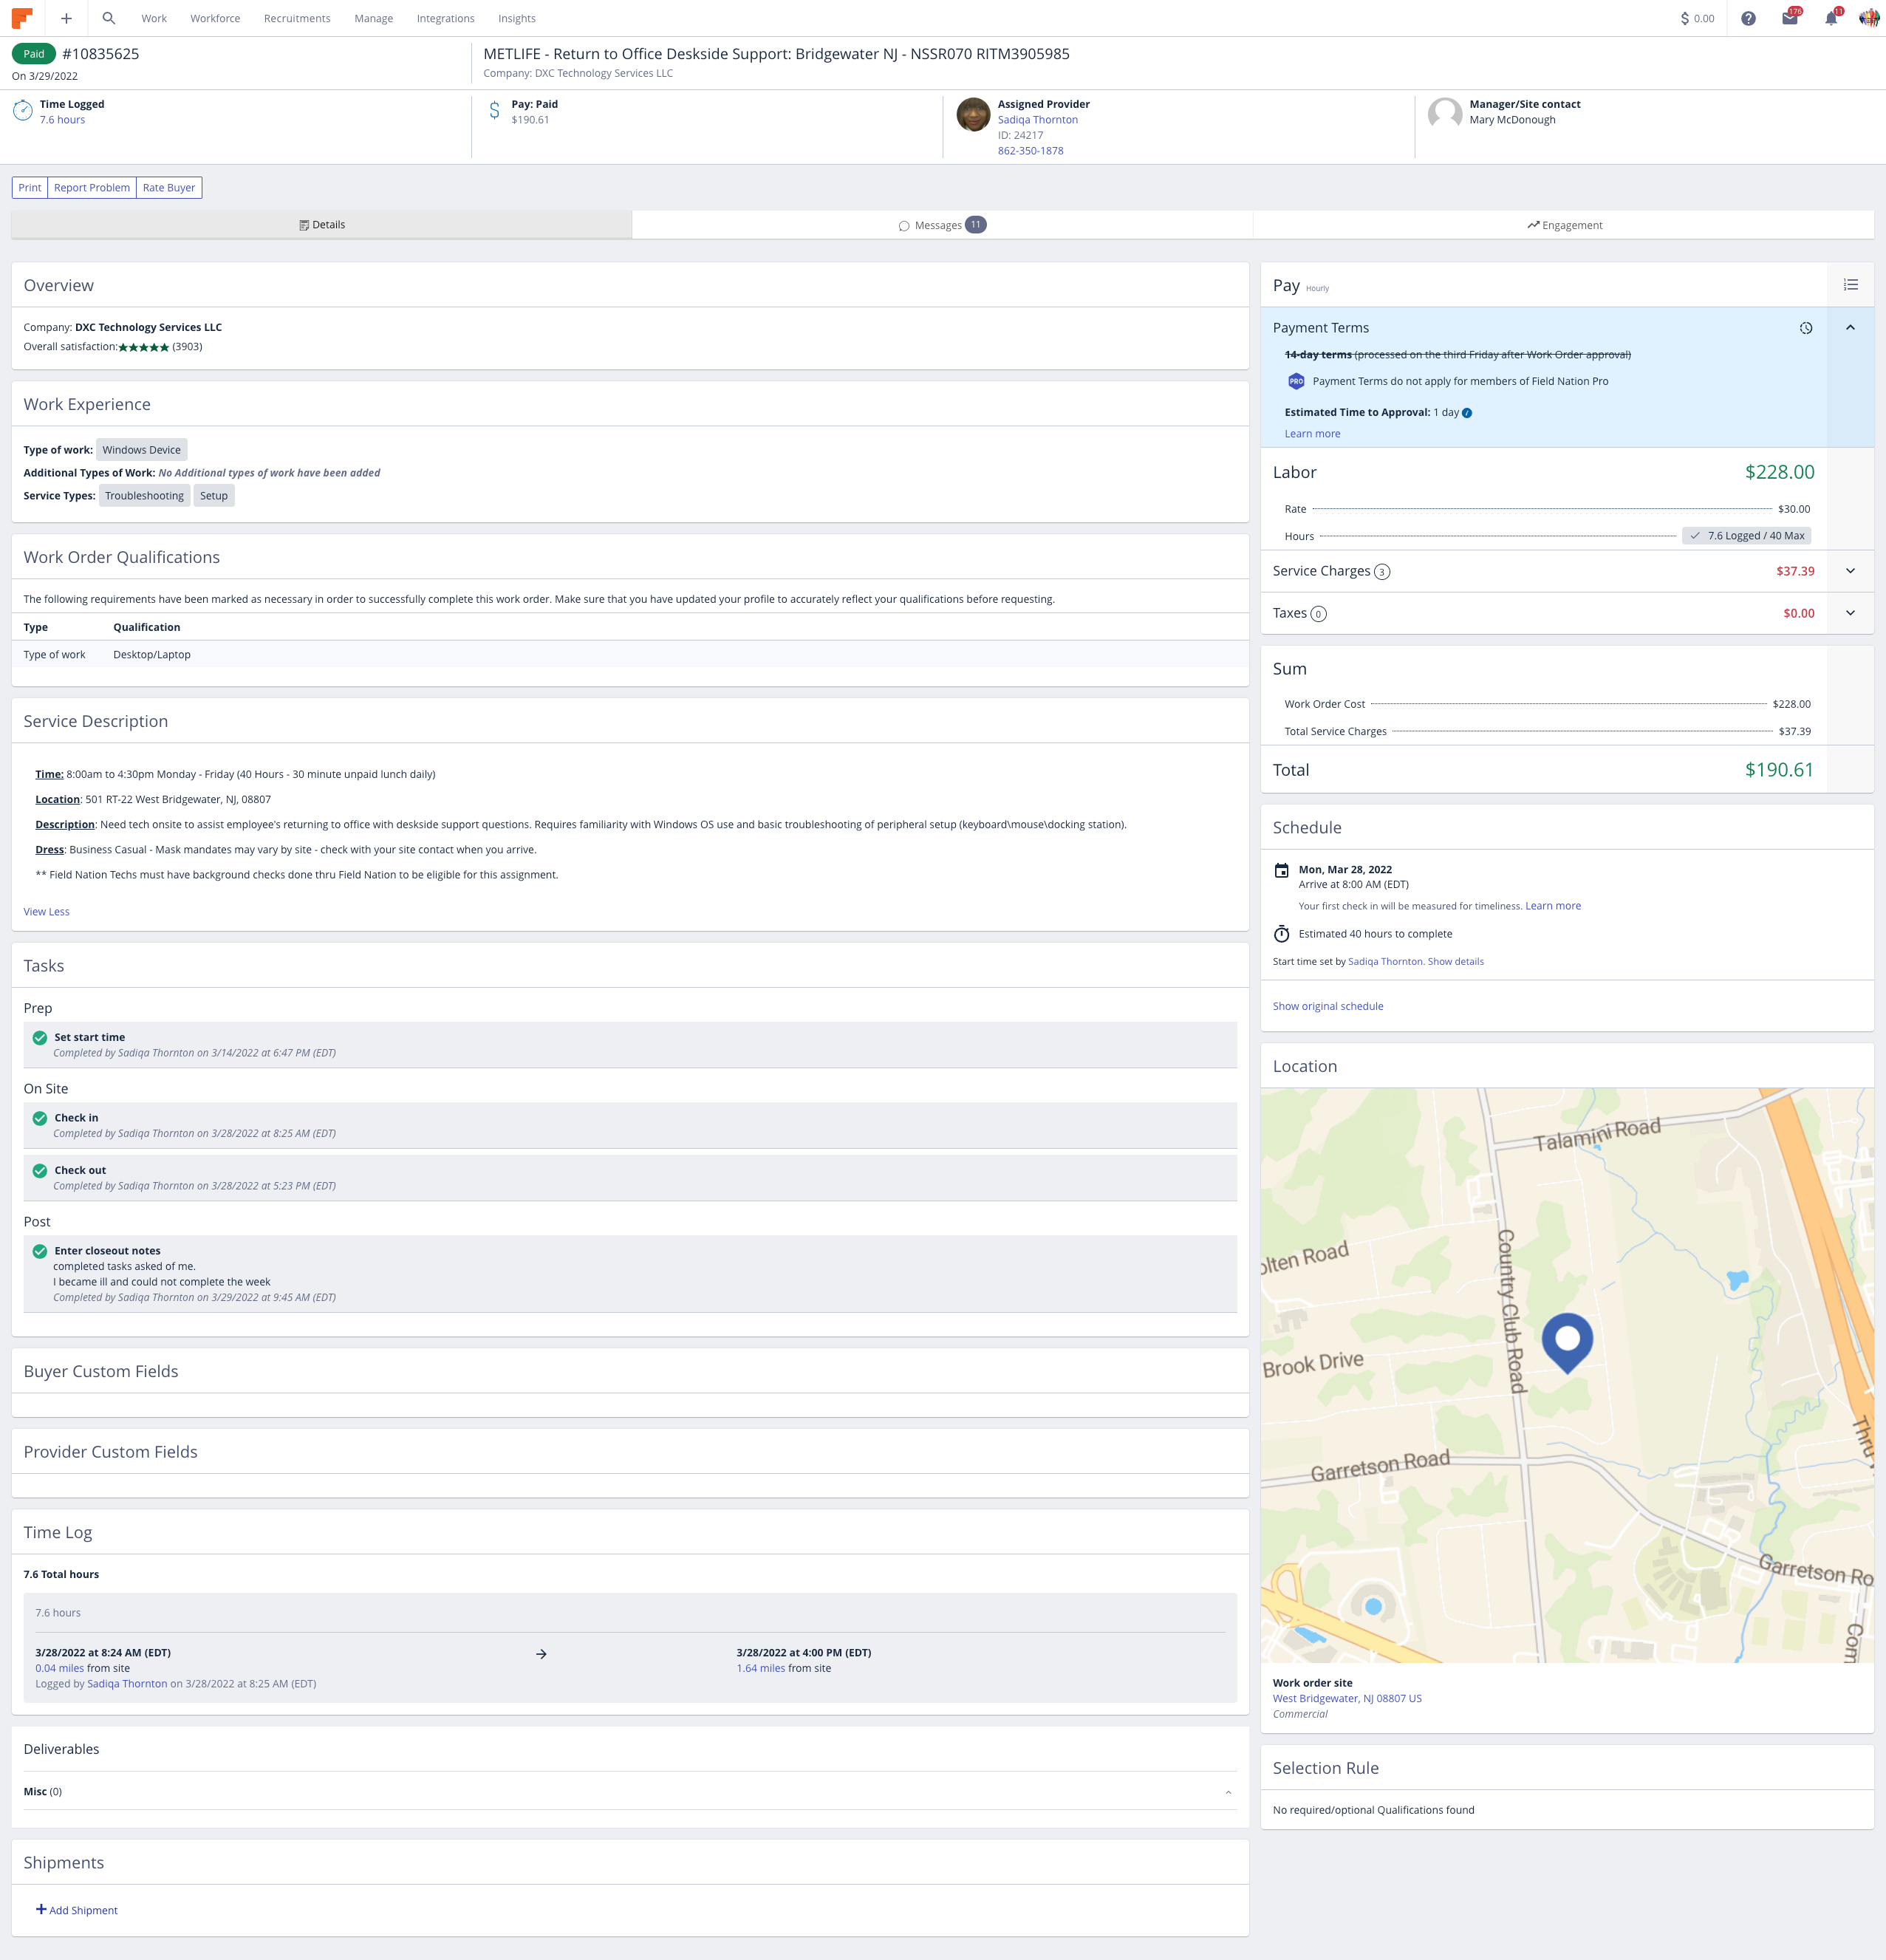 Work Workforce Recruitments Manage Integrations Insights $ 0.00 176 11
Paid #10835625
On 3/29/2022
METLIFE - Return to Office Deskside Support: Bridgewater NJ - NSSR070 RITM3905985
Company: DXC Technology Services LLC
Time Logged
7.6 hours
Pay: Paid
$190.61
Assigned Provider
Sadiqa Thornton
ID: 24217
862-350-1878
Manager/Site contact
Mary McDonough
Print Report Problem Rate Buyer
Details Messages 11 Engagement
Overview
Company: DXC Technology Services LLC
Overall satisfaction:★★★★★ (3903)
Work Experience
Type of work: Windows Device
Additional Types of Work: No Additional types of work have been added
Service Types: Troubleshooting Setup
Work Order Qualifications
The following requirements have been marked as necessary in order to successfully complete this work order. Make sure that you have updated your profile to accurately reflect your qualifications before requesting.
Type Qualification
Type of work Desktop/Laptop
Service Description
Time: 8:00am to 4:30pm Monday - Friday (40 Hours - 30 minute unpaid lunch daily)
Location: 501 RT-22 West Bridgewater, NJ, 08807
Description: Need tech onsite to assist employee's returning to office with deskside support questions. Requires familiarity with Windows OS use and basic troubleshooting of peripheral setup (keyboard\mouse\docking station).
Dress: Business Casual - Mask mandates may vary by site - check with your site contact when you arrive.
** Field Nation Techs must have background checks done thru Field Nation to be eligible for this assignment.
View Less
Tasks
Prep
Set start time
Completed by Sadiqa Thornton on 3/14/2022 at 6:47 PM (EDT)
On Site
Check in
Completed by Sadiqa Thornton on 3/28/2022 at 8:25 AM (EDT)
Check out
Completed by Sadiqa Thornton on 3/28/2022 at 5:23 PM (EDT)
Post
Enter closeout notes
completed tasks asked of me.
I became ill and could not complete the week
Completed by Sadiqa Thornton on 3/29/2022 at 9:45 AM (EDT)
Buyer Custom Fields
Provider Custom Fields
Time Log
7.6 Total hours
7.6 hours
3/28/2022 at 8:24 AM (EDT) 3/28/2022 at 4:00 PM (EDT)
0.04 miles from site 1.64 miles from site
Logged by Sadiqa Thornton on 3/28/2022 at 8:25 AM (EDT)
Deliverables
Misc (0)
Shipments
Add Shipment
Pay Hourly
Payment Terms
14-day terms (processed on the third Friday after Work Order approval)
PRO Payment Terms do not apply for members of Field Nation Pro
Estimated Time to Approval: 1 day
Learn more
Labor $228.00
Rate $30.00
Hours 7.6 Logged / 40 Max
Service Charges 3 $37.39
Taxes 0 $0.00
Sum
Work Order Cost $228.00
Total Service Charges $37.39
Total $190.61
Schedule
Mon, Mar 28, 2022
Arrive at 8:00 AM (EDT)
Your first check in will be measured for timeliness. Learn more
Estimated 40 hours to complete
Start time set by Sadiqa Thornton. Show details
Show original schedule
Location
Talamini Road
olten Road
Country Club Road
Brook Drive
Garretson Road
Thru
Garretson Ro
Com
Work order site
West Bridgewater, NJ 08807 US
Commercial
Selection Rule
No required/optional Qualifications found